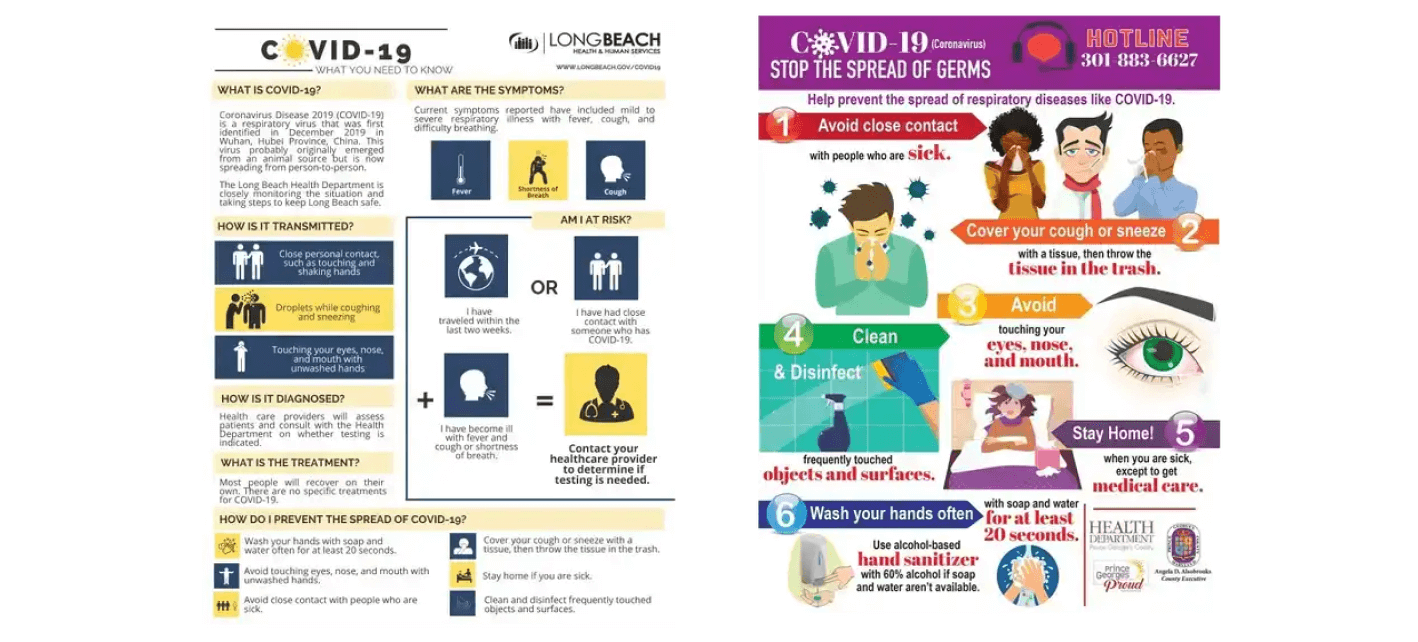 COVID-19
WHAT YOU NEED TO KNOW
LONGBEACH
HEALTH & HUMAN SERVICES
WWW.LONGBEACH.GOV/COVID19
WHAT IS COVID-19?
Coronavirus Disease 2019 (COVID-19)
is a respiratory virus that was first
identified in December 2019 in
Wuhan, Hubei Province, China. This
virus probably originally emerged
from an animal source but is now
spreading from person-to-person.
The Long Beach Health Department is
closely monitoring the situation and
taking steps to keep Long Beach safe.
WHAT ARE THE SYMPTOMS?
Current symptoms reported have included mild to
severe respiratory illness with fever, cough, and
difficulty breathing.
Fever
Shortness of
Breath
Cough
HOW IS IT TRANSMITTED?
Close personal contact,
such as touching and
shaking hands
Droplets while coughing
and sneezing
Touching your eyes, nose,
and mouth with
unwashed hands
AM I AT RISK?
I have
traveled within the
last two weeks.
OR
I have had close
contact with
someone who has
COVID-19.
+
I have become ill
with fever and
cough or shortness
of breath.
=
Contact your
healthcare provider
to determine if
testing is needed.
HOW IS IT DIAGNOSED?
Health care providers will assess
patients and consult with the Health
Department on whether testing is
indicated.
WHAT IS THE TREATMENT?
Most people will recover on their
own. There are no specific treatments
for COVID-19.
HOW DO I PREVENT THE SPREAD OF COVID-19?
Wash your hands with soap and
water often for at least 20 seconds.
Avoid touching eyes, nose, and mouth with
unwashed hands.
Avoid close contact with people who are
sick.
Cover your cough or sneeze with a
tissue, then throw the tissue in the trash.
Stay home if you are sick.
Clean and disinfect frequently touched
objects and surfaces.
COVID-19 (Coronavirus)
STOP THE SPREAD OF GERMS
HOTLINE
301-883-6627
Help prevent the spread of respiratory diseases like COVID-19.
1 Avoid close contact
with people who are sick.
Cover your cough or sneeze 2
with a tissue, then throw the
tissue in the trash.
3 Avoid
touching your
eyes, nose,
and mouth.
4 Clean
& Disinfect
frequently touched
objects and surfaces.
Stay Home! 5
when you are sick,
except to get
medical care.
6 Wash your hands often
with soap and water
for at least
20 seconds.
Use alcohol-based
hand sanitizer
with 60% alcohol if soap
and water aren't available.
HEALTH
DEPARTMENT
Prince George's County
Prince
George's
Proud
Angela D. Alsobrooks
County Executive